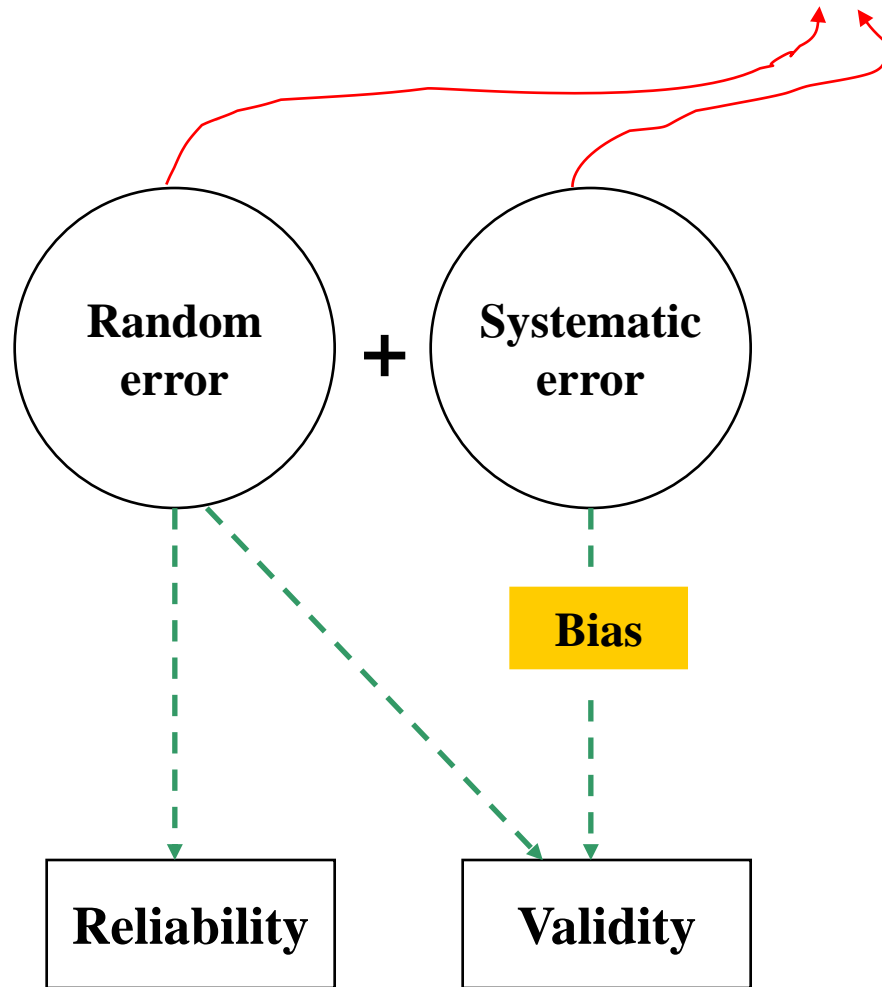 Random
error
+
Systematic
error
Bias
Reliability
Validity